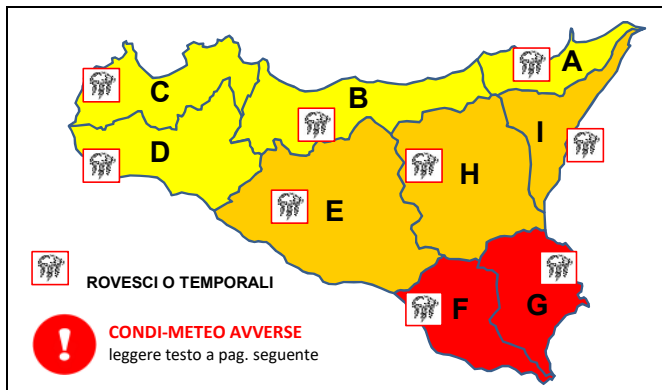 A
C
B
I
D
H
E
ROVESCI O TEMPORALI
F
G
CONDI-METEO AVVERSE
leggere testo a pag. seguente